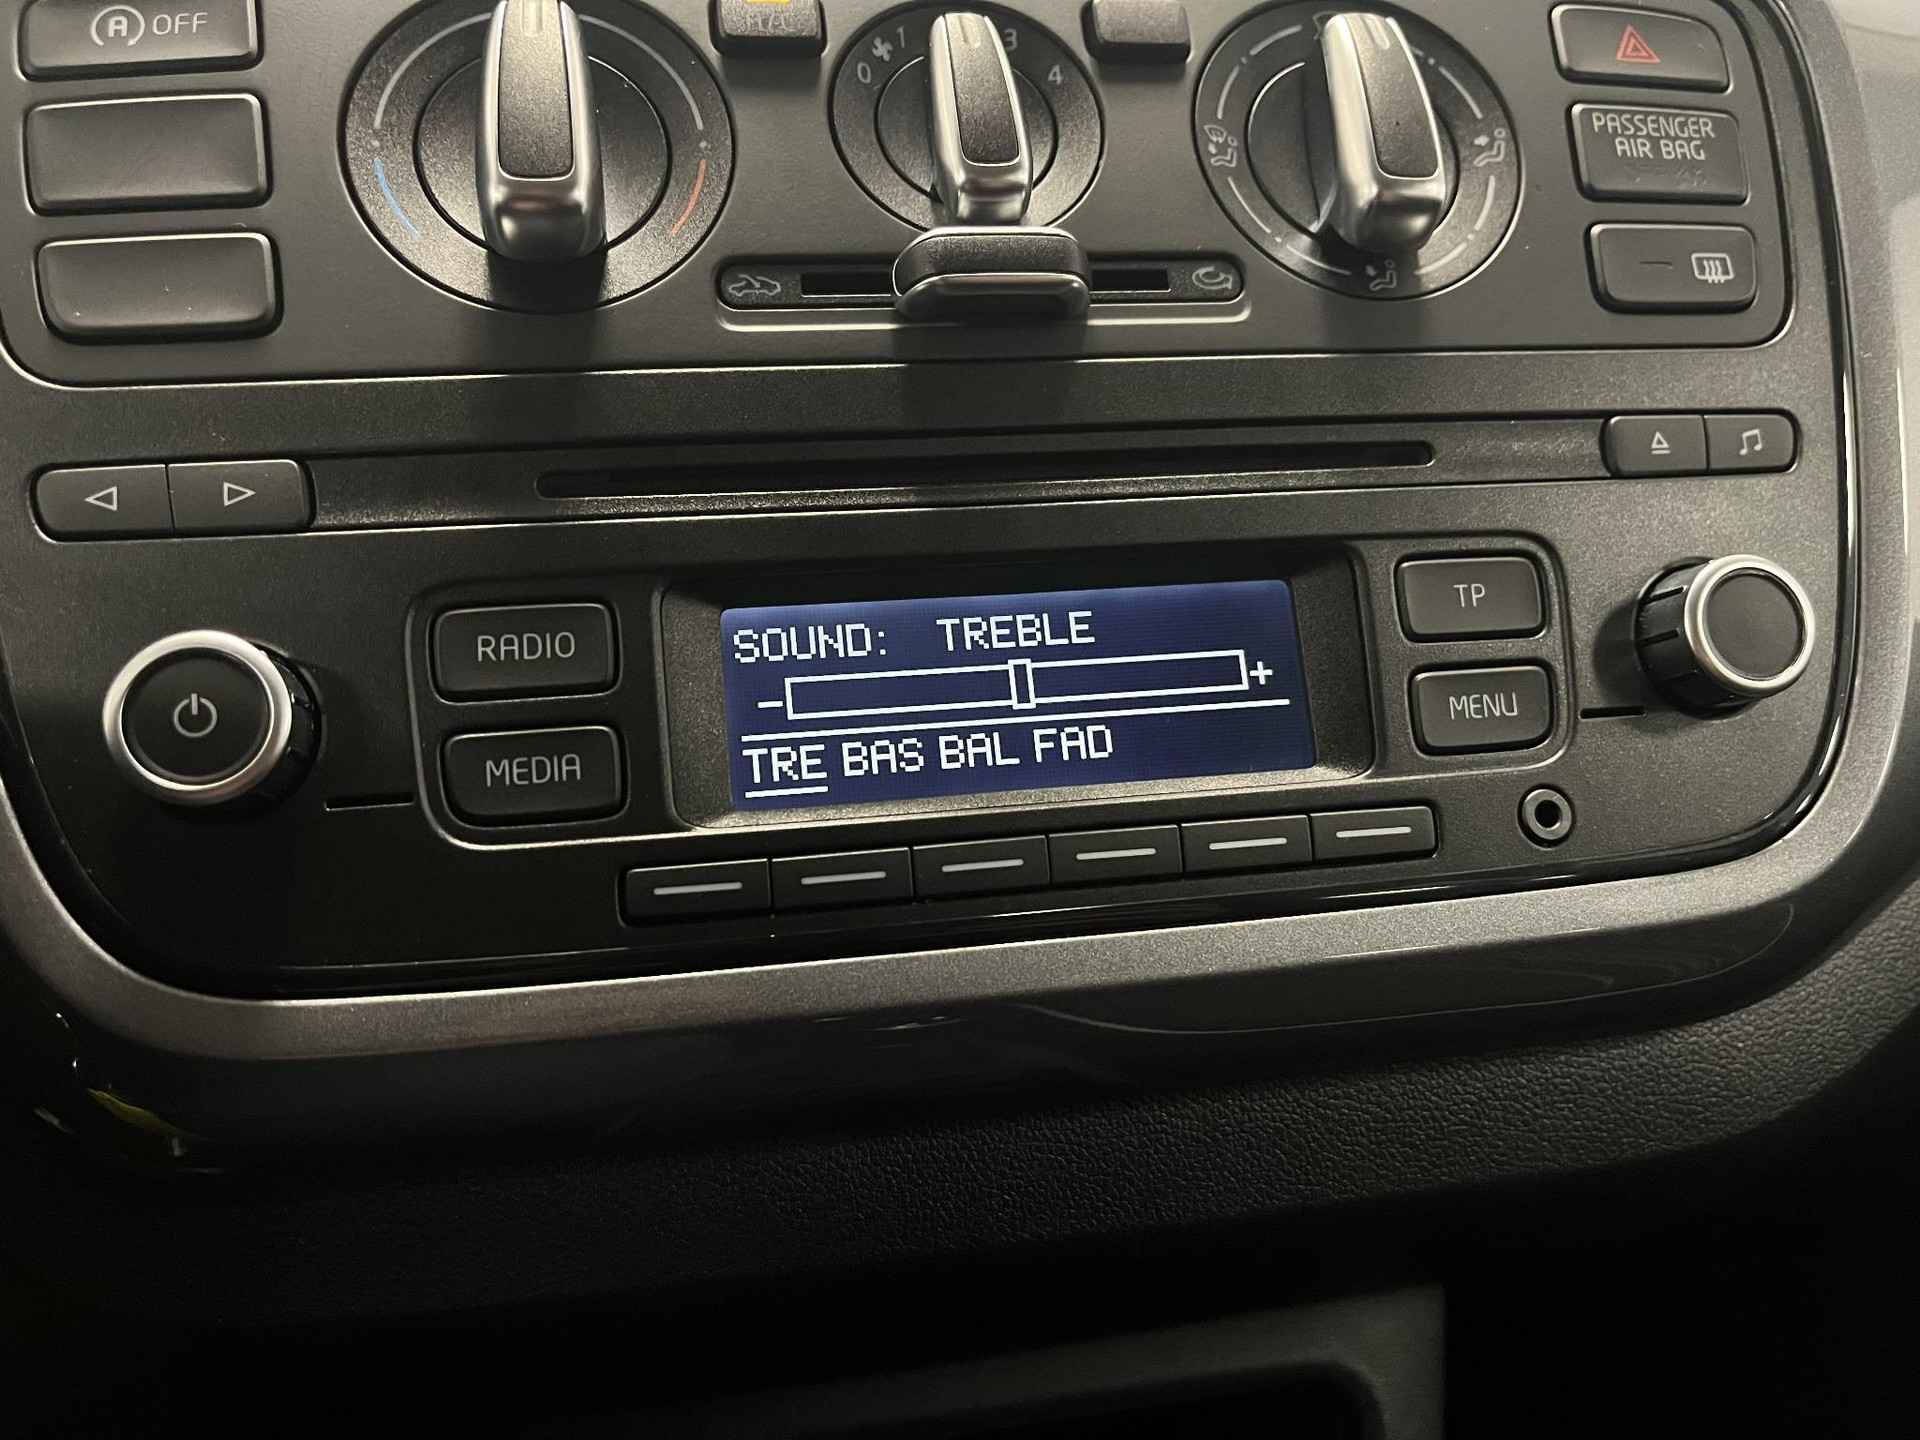 (A) OFF
A/C
0 1 3 4
PASSENGER
AIR BAG
RADIO
MEDIA
SOUND: TREBLE
- +
TRE BAS BAL FAD
TP
MENU